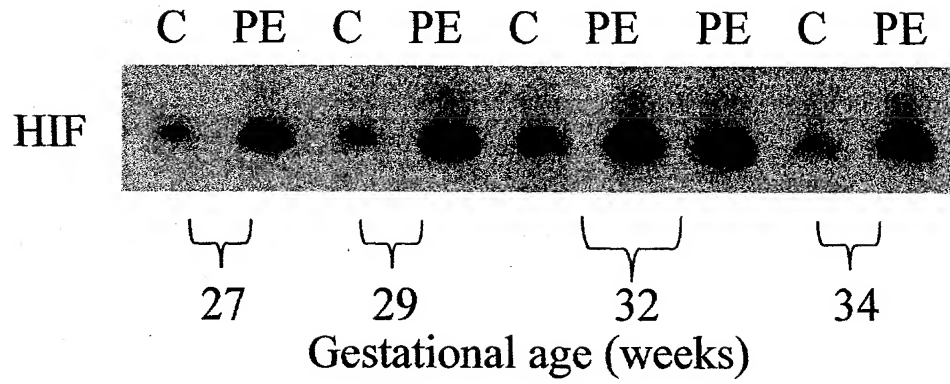 C PE C PE C PE PE C PE
HIF
27 29 32 34
Gestational age (weeks)